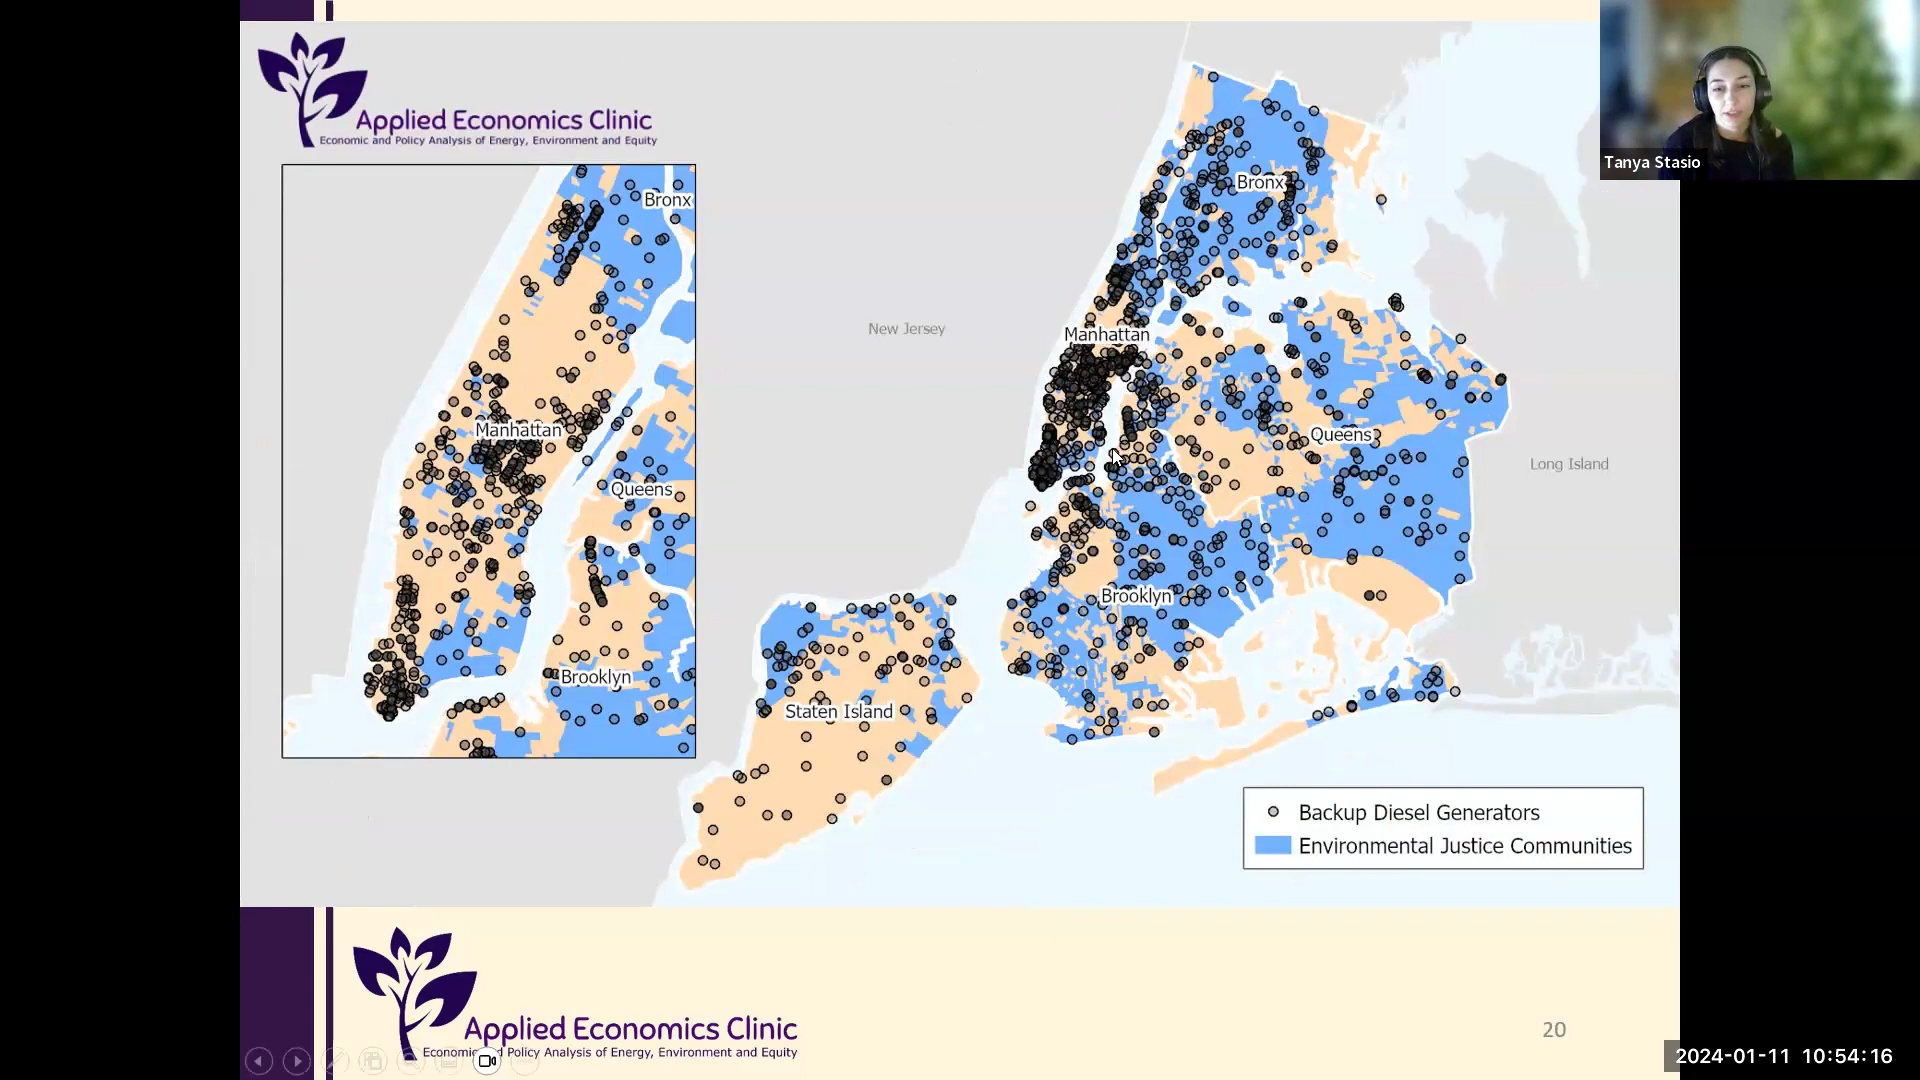 Applied Economics Clinic
Economic and Policy Analysis of Energy, Environment and Equity
Tanya Stasio
Bronx
Manhattan
Queens
Brooklyn
New Jersey
Bronx
Manhattan
Queens
Long Island
Brooklyn
Staten Island
Backup Diesel Generators
Environmental Justice Communities
Applied Economics Clinic
Policy Analysis of Energy, Environment and Equity
20
2024-01-11 10:54:16